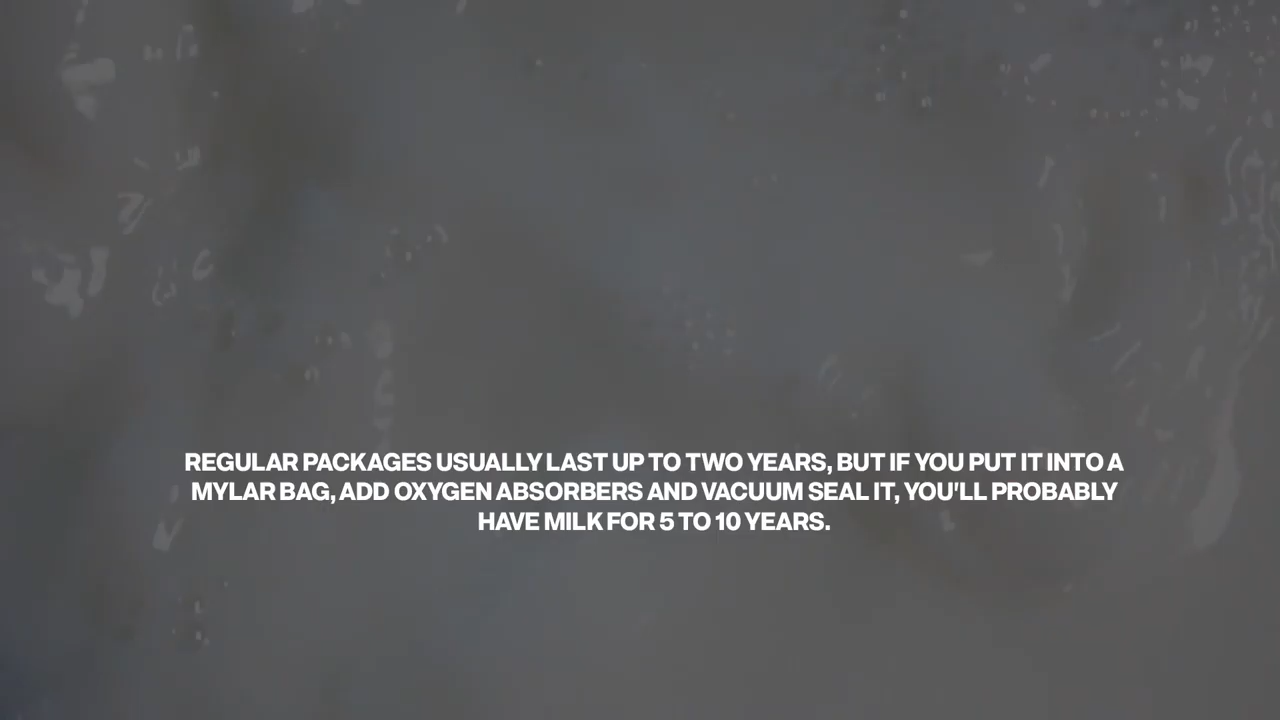 REGULAR PACKAGES USUALLY LAST UP TO TWO YEARS, BUT IF YOU PUT IT INTO A
MYLAR BAG, ADD OXYGEN ABSORBERS AND VACUUM SEAL IT, YOU'LL PROBABLY
HAVE MILK FOR 5 TO 10 YEARS.